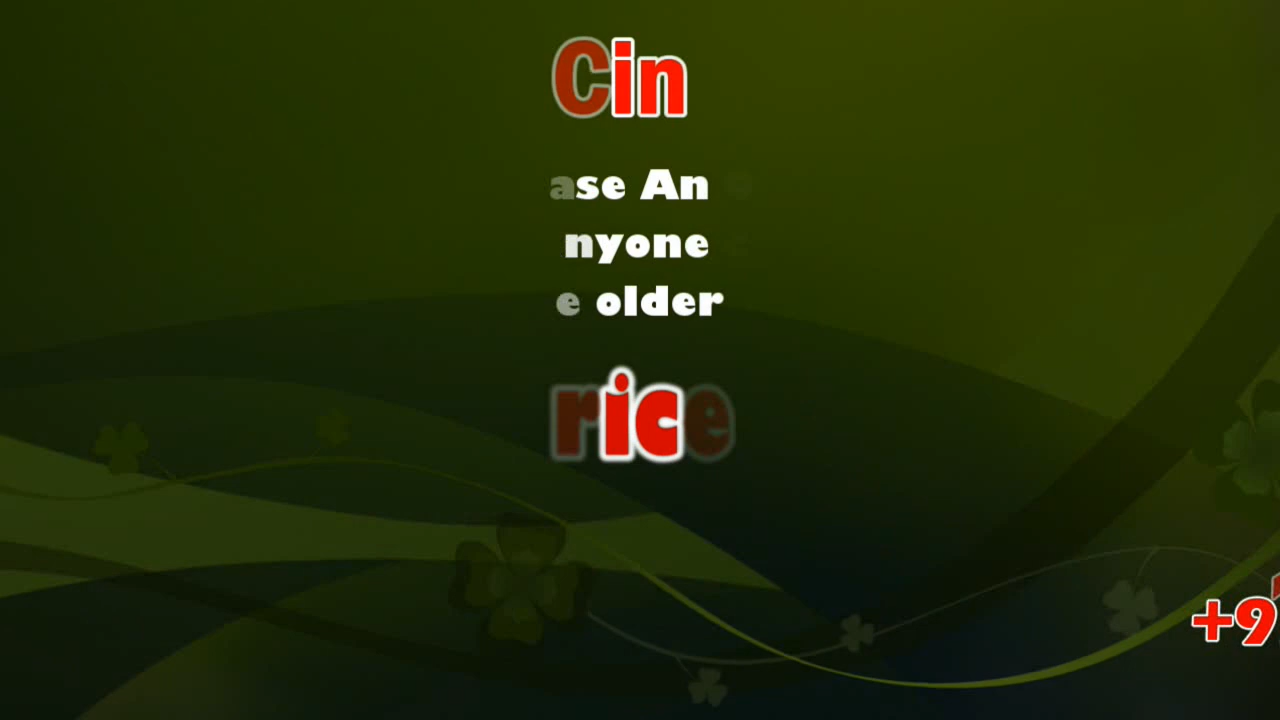 Cin
ase An
nyone
e older
rice
+9